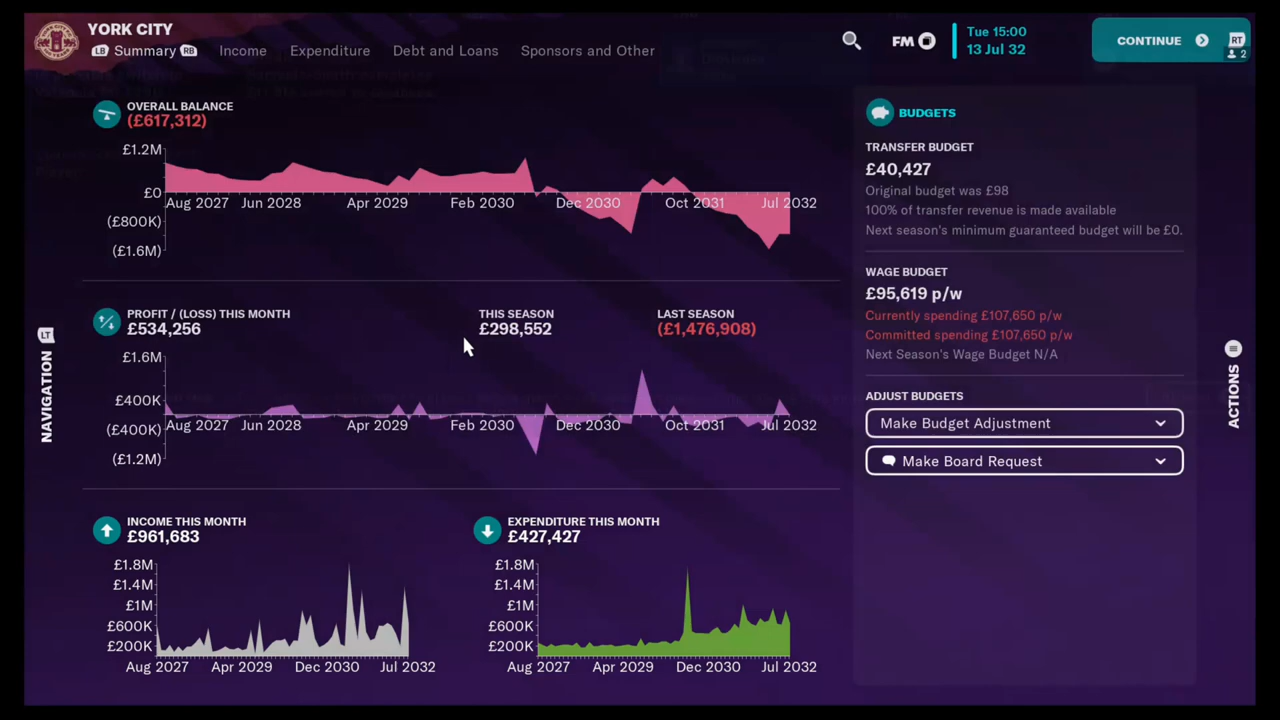 YORK CITY
LB Summary RB Income Expenditure Debt and Loans Sponsors and Other
FM
Tue 15:00
13 Jul 32
CONTINUE
RT
2
OVERALL BALANCE
(£617,312)
£1.2M
£0
(£800K)
(£1.6M)
Aug 2027 Jun 2028 Apr 2029 Feb 2030 Dec 2030 Oct 2031 Jul 2032
PROFIT / (LOSS) THIS MONTH
£534,256
THIS SEASON
£298,552
LAST SEASON
(£1,476,908)
£1.6M
£400K
(£400K)
(£1.2M)
Aug 2027 Jun 2028 Apr 2029 Feb 2030 Dec 2030 Oct 2031 Jul 2032
INCOME THIS MONTH
£961,683
£1.8M
£1.4M
£1M
£600K
£200K
Aug 2027 Apr 2029 Dec 2030 Jul 2032
EXPENDITURE THIS MONTH
£427,427
£1.8M
£1.4M
£1M
£600K
£200K
Aug 2027 Apr 2029 Dec 2030 Jul 2032
BUDGETS
TRANSFER BUDGET
£40,427
Original budget was £98
100% of transfer revenue is made available
Next season's minimum guaranteed budget will be £0.
WAGE BUDGET
£95,619 p/w
Currently spending £107,650 p/w
Committed spending £107,650 p/w
Next Season's Wage Budget N/A
ADJUST BUDGETS
Make Budget Adjustment
Make Board Request
LT
NAVIGATION
ACTIONS